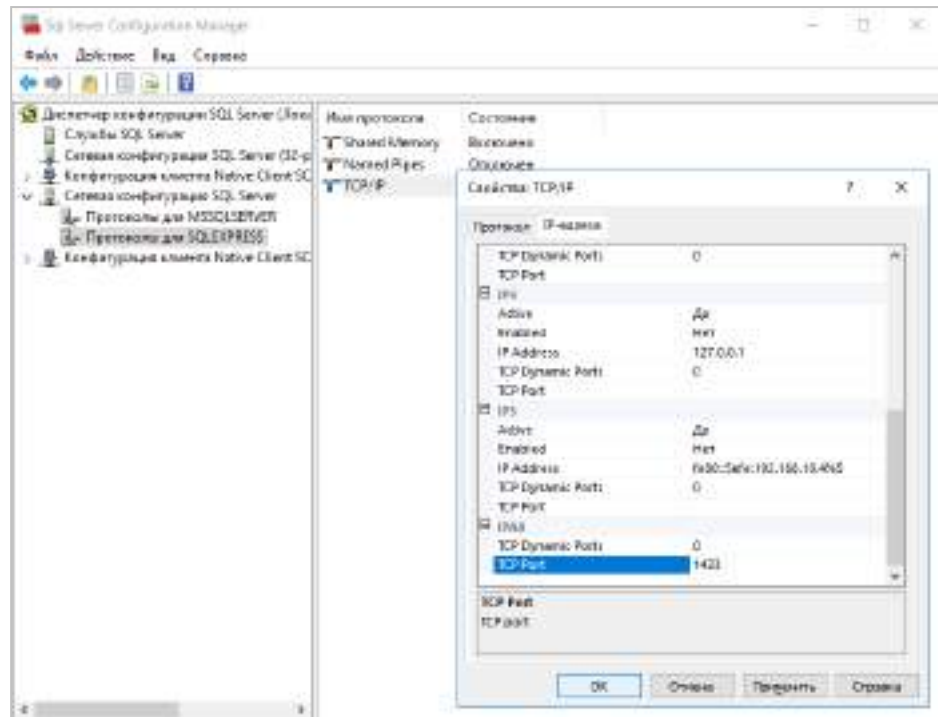 Sql Server Configuration Manager
Файл Действие Вид Справка
Диспетчер конфигурации SQL Server (Лока
Службы SQL Server
Сетевая конфигурация SQL Server (32-р
Конфигурация клиента Native Client SC
Сетевая конфигурация SQL Server
Протоколы для MSSQLSERVER
Протоколы для SQLEXPRESS
Конфигурация клиента Native Client SC
Имя протокола Состояние
Shared Memory Включено
Named Pipes Отключен
TCP/IP
Свойства: TCP/IP ? ×
Протокол IP-адреса
TCP Dynamic Ports 0
TCP Port
Active Да
Enabled Нет
IP Address 127.0.0.1
TCP Dynamic Ports 0
TCP Port
Active Да
Enabled Нет
IP Address
TCP Dynamic Ports 0
TCP Port
IPAll
TCP Dynamic Ports 0
TCP Port
TCP Port
TCP port
ОК Отмена Применить Справка